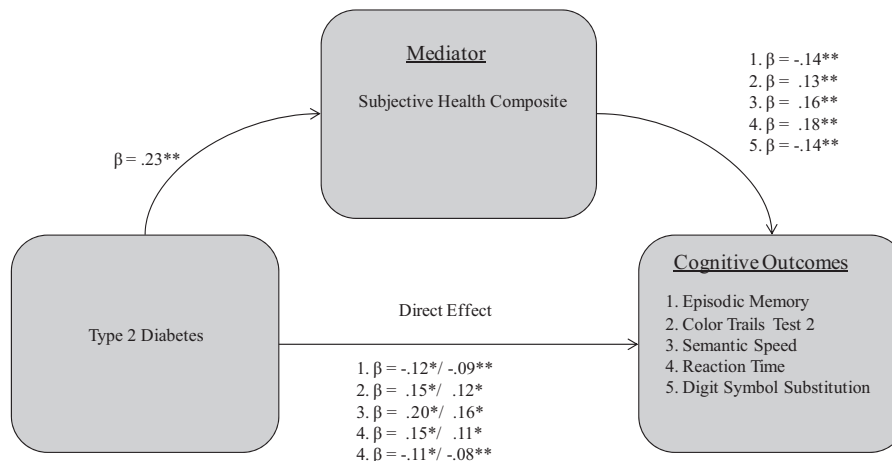 Mediator
Subjective Health Composite
1. β = -.14**
2. β = .13**
3. β = .16**
4. β = .18**
5. β = -.14**
β = .23**
Type 2 Diabetes
Direct Effect
1. β = -.12*/ -.09**
2. β = .15*/ .12*
3. β = .20*/ .16*
4. β = .15*/ .11*
4. β = -.11*/ -.08**
Cognitive Outcomes
1. Episodic Memory
2. Color Trails Test 2
3. Semantic Speed
4. Reaction Time
5. Digit Symbol Substitution